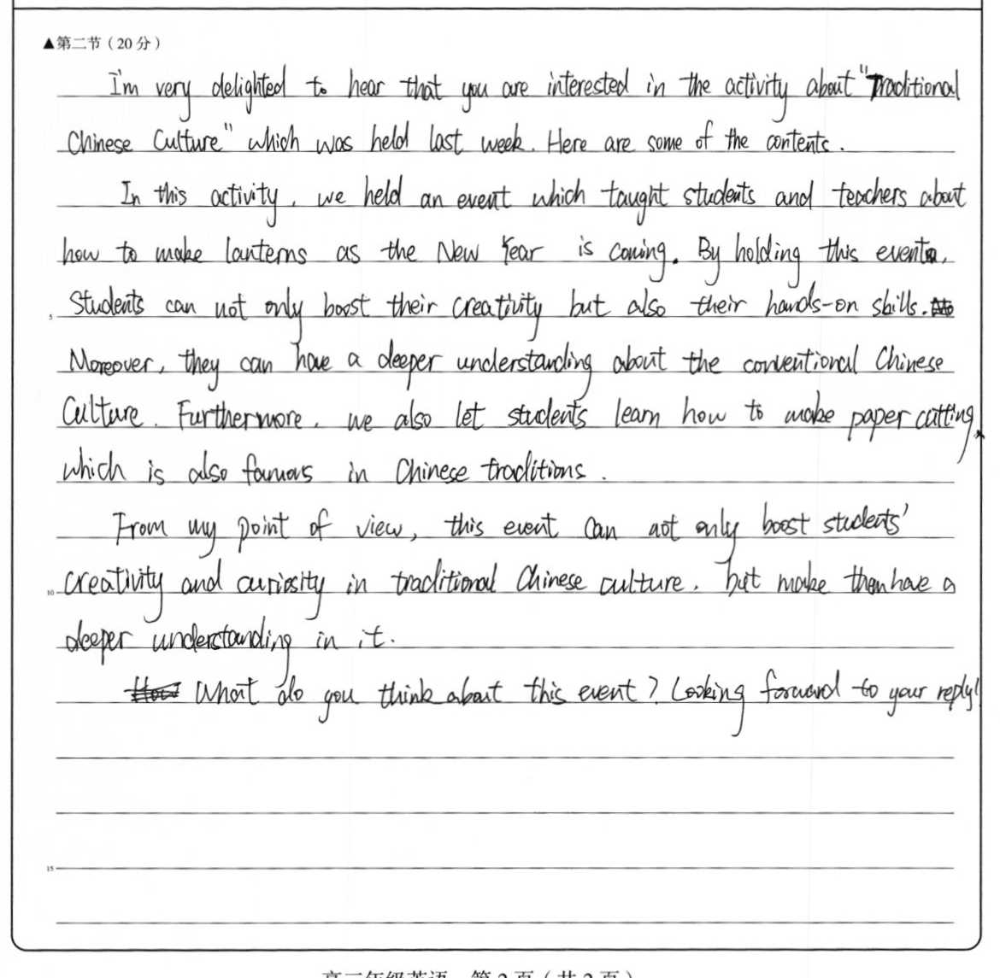 ▲第二节(20分)
I'm very delighted to hear that you are interested in the activity about "Traditional
Chinese Culture" which was held last week. Here are some of the contents.
In this activity, we held an event which taught students and teachers about
how to make lanterns as the New Year is coming. By holding this event,
5 Students can not only boost their creativity but also their hands-on skills.
Moreover, they can have a deeper understanding about the conventional Chinese
Culture. Furthermore, we also let students learn how to make paper cutting,
which is also famous in Chinese traditions.
From my point of view, this event can not only boost students'
10 creativity and curiosity in traditional Chinese culture, but make them have a
deeper understanding in it.
What do you think about this event? Looking forward to your reply!
15
高三年级英语 第2页(共2页)